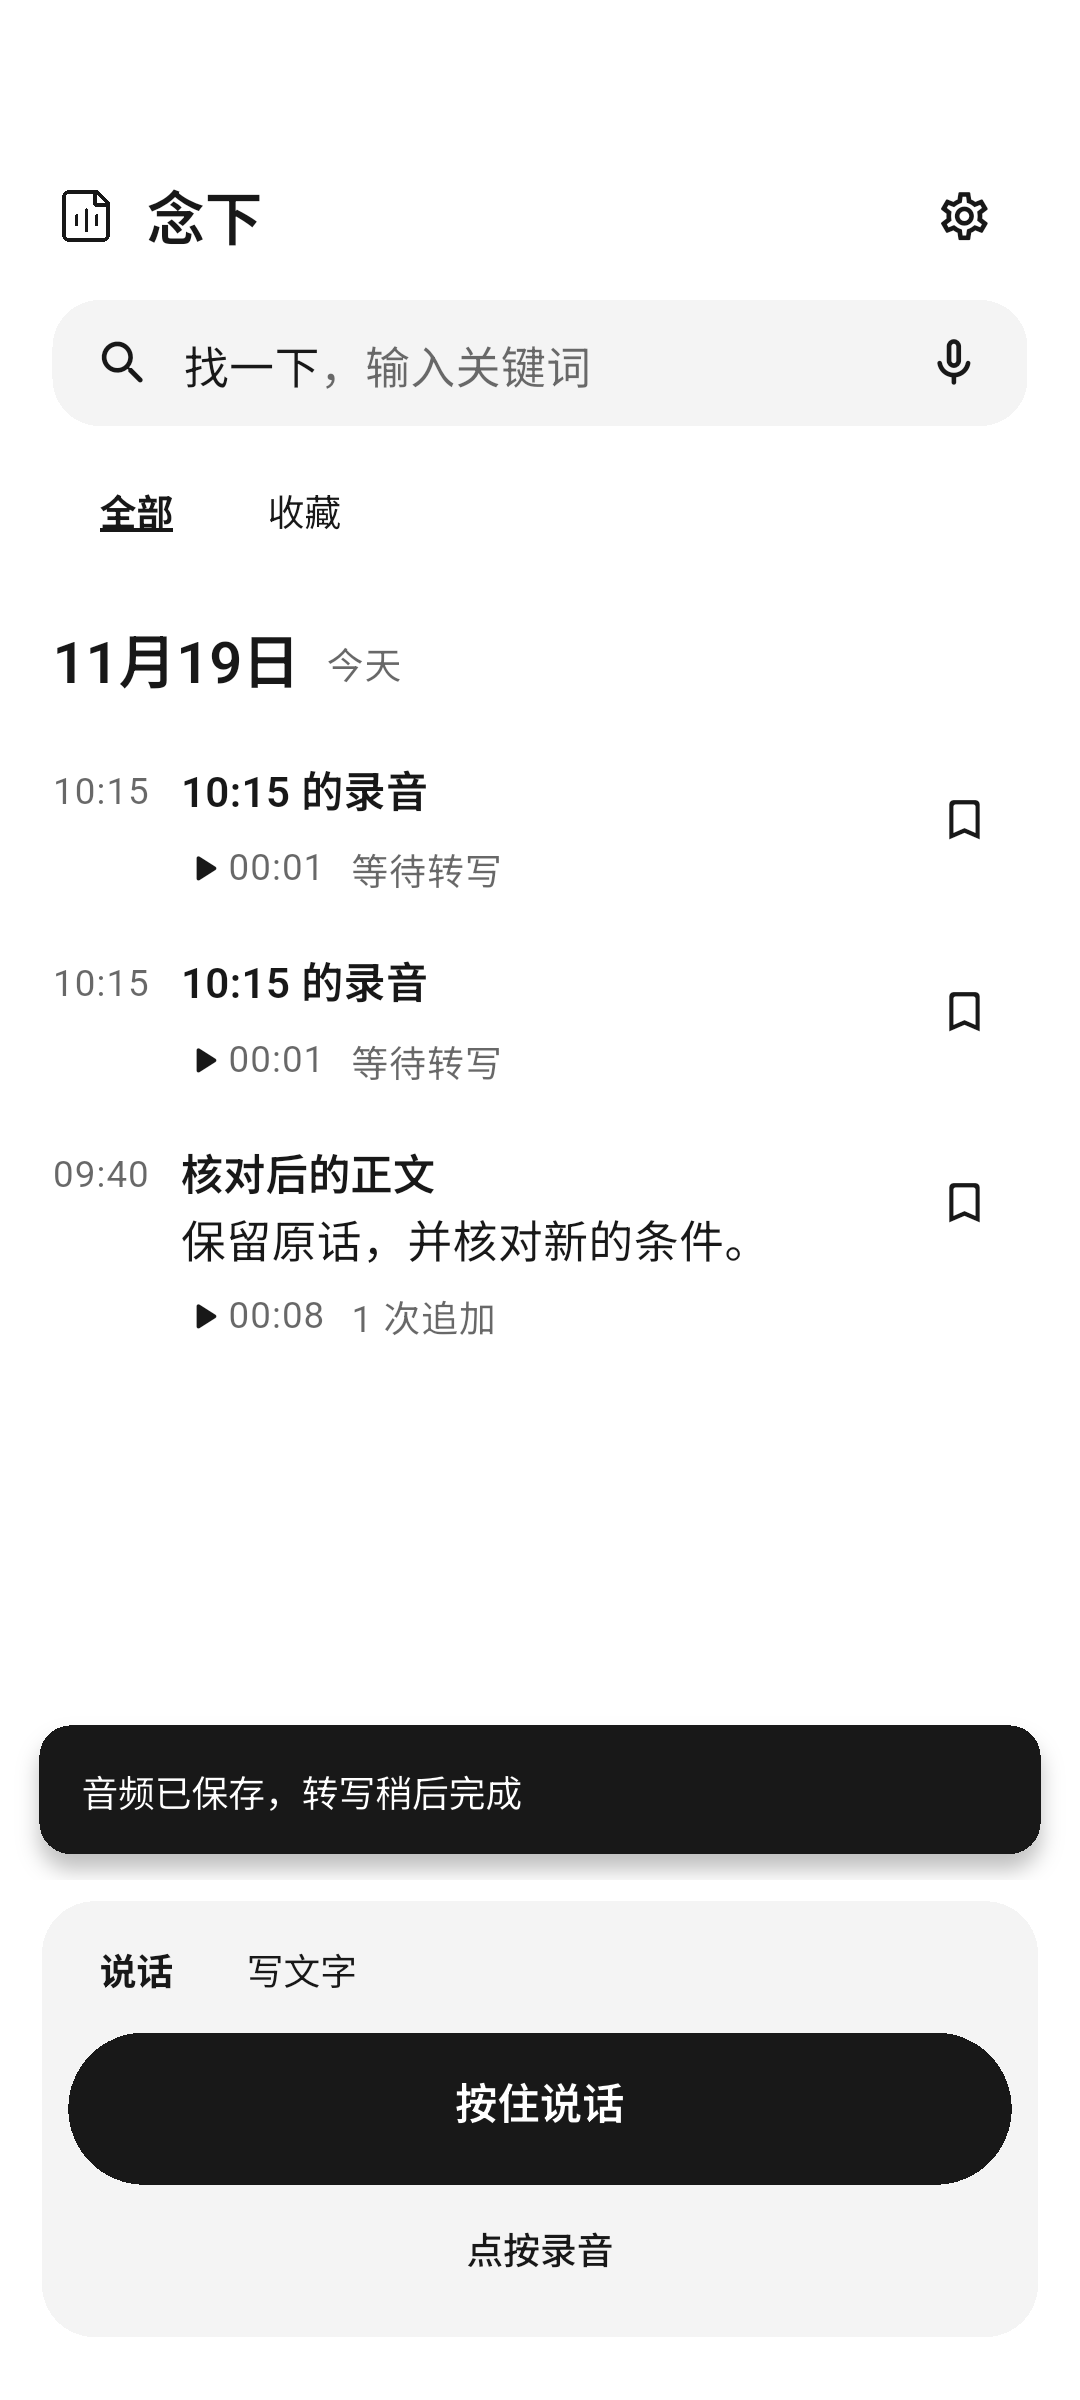 念下
找一下，输入关键词
全部 收藏
11月19日 今天
10:15 10:15 的录音
00:01 等待转写
10:15 10:15 的录音
00:01 等待转写
09:40 核对后的正文
保留原话，并核对新的条件。
00:08 1 次追加
音频已保存，转写稍后完成
说话 写文字
按住说话
点按录音